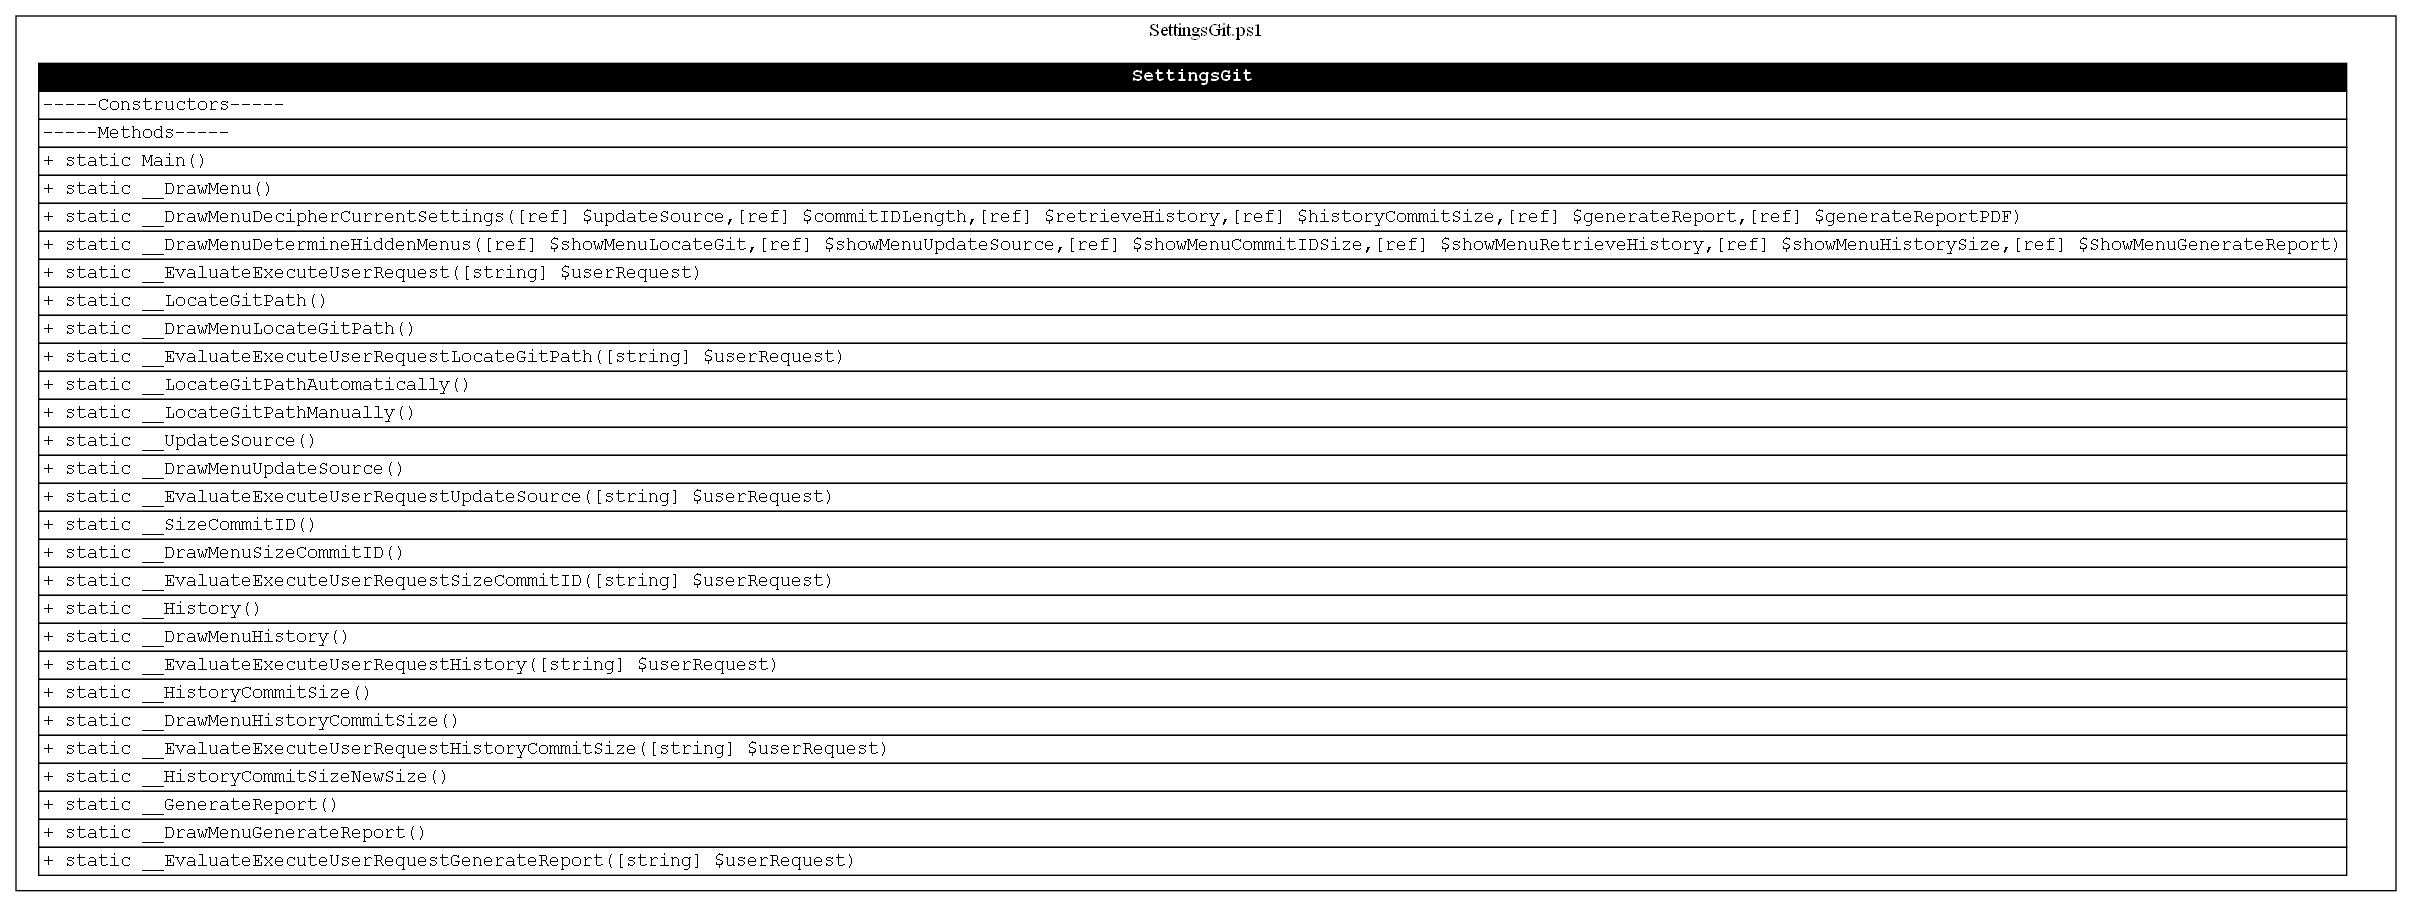 SettingsGit.ps1
SettingsGit
-----Constructors-----
-----Methods-----
+ static Main()
+ static __DrawMenu()
+ static __DrawMenuDecipherCurrentSettings([ref] $updateSource,[ref] $commitIDLength,[ref] $retrieveHistory,[ref] $historyCommitSize,[ref] $generateReport,[ref] $generateReportPDF)
+ static __DrawMenuDetermineHiddenMenus([ref] $showMenuLocateGit,[ref] $showMenuUpdateSource,[ref] $showMenuCommitIDSize,[ref] $showMenuRetrieveHistory,[ref] $showMenuHistorySize,[ref] $ShowMenuGenerateReport)
+ static __EvaluateExecuteUserRequest([string] $userRequest)
+ static __LocateGitPath()
+ static __DrawMenuLocateGitPath()
+ static __EvaluateExecuteUserRequestLocateGitPath([string] $userRequest)
+ static __LocateGitPathAutomatically()
+ static __LocateGitPathManually()
+ static __UpdateSource()
+ static __DrawMenuUpdateSource()
+ static __EvaluateExecuteUserRequestUpdateSource([string] $userRequest)
+ static __SizeCommitID()
+ static __DrawMenuSizeCommitID()
+ static __EvaluateExecuteUserRequestSizeCommitID([string] $userRequest)
+ static __History()
+ static __DrawMenuHistory()
+ static __EvaluateExecuteUserRequestHistory([string] $userRequest)
+ static __HistoryCommitSize()
+ static __DrawMenuHistoryCommitSize()
+ static __EvaluateExecuteUserRequestHistoryCommitSize([string] $userRequest)
+ static __HistoryCommitSizeNewSize()
+ static __GenerateReport()
+ static __DrawMenuGenerateReport()
+ static __EvaluateExecuteUserRequestGenerateReport([string] $userRequest)